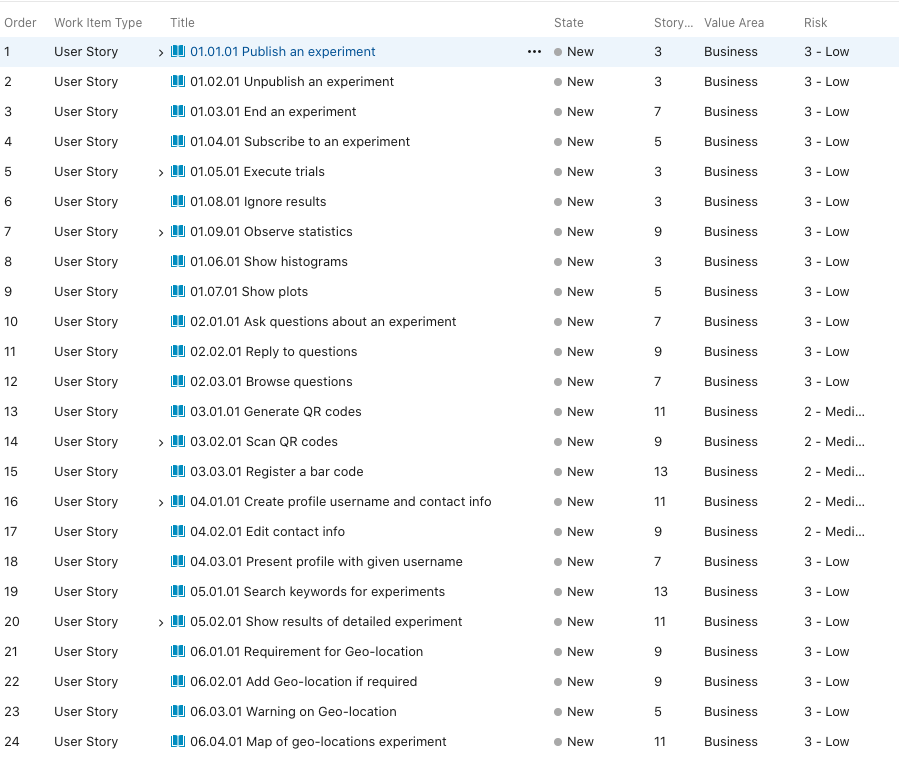 Order Work Item Type Title State Story... Value Area Risk
1 User Story 01.01.01 Publish an experiment ... New 3 Business 3 - Low
2 User Story 01.02.01 Unpublish an experiment New 3 Business 3 - Low
3 User Story 01.03.01 End an experiment New 7 Business 3 - Low
4 User Story 01.04.01 Subscribe to an experiment New 5 Business 3 - Low
5 User Story 01.05.01 Execute trials New 3 Business 3 - Low
6 User Story 01.08.01 Ignore results New 3 Business 3 - Low
7 User Story 01.09.01 Observe statistics New 9 Business 3 - Low
8 User Story 01.06.01 Show histograms New 3 Business 3 - Low
9 User Story 01.07.01 Show plots New 5 Business 3 - Low
10 User Story 02.01.01 Ask questions about an experiment New 7 Business 3 - Low
11 User Story 02.02.01 Reply to questions New 9 Business 3 - Low
12 User Story 02.03.01 Browse questions New 7 Business 3 - Low
13 User Story 03.01.01 Generate QR codes New 11 Business 2 - Medi...
14 User Story 03.02.01 Scan QR codes New 9 Business 2 - Medi...
15 User Story 03.03.01 Register a bar code New 13 Business 2 - Medi...
16 User Story 04.01.01 Create profile username and contact info New 11 Business 2 - Medi...
17 User Story 04.02.01 Edit contact info New 9 Business 2 - Medi...
18 User Story 04.03.01 Present profile with given username New 7 Business 3 - Low
19 User Story 05.01.01 Search keywords for experiments New 13 Business 3 - Low
20 User Story 05.02.01 Show results of detailed experiment New 11 Business 3 - Low
21 User Story 06.01.01 Requirement for Geo-location New 9 Business 3 - Low
22 User Story 06.02.01 Add Geo-location if required New 9 Business 3 - Low
23 User Story 06.03.01 Warning on Geo-location New 5 Business 3 - Low
24 User Story 06.04.01 Map of geo-locations experiment New 11 Business 3 - Low